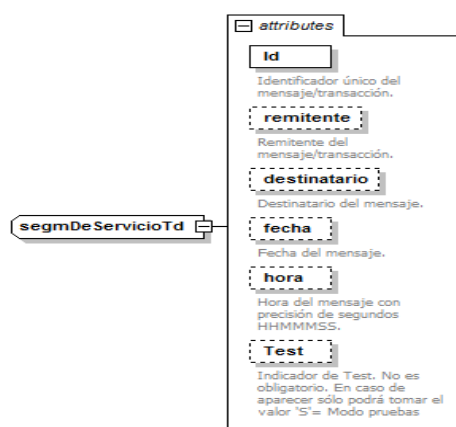 attributes
Id
Identificador único del
mensaje/transacción.
remitente
Remitente del
mensaje/transacción.
destinatario
Destinatario del mensaje.
segmDeServicioTd
fecha
Fecha del mensaje.
hora
Hora del mensaje con
precisión de segundos
HHMMMSS.
Test
Indicador de Test. No es
obligatorio. En caso de
aparecer sólo podrá tomar el
valor 'S'= Modo pruebas